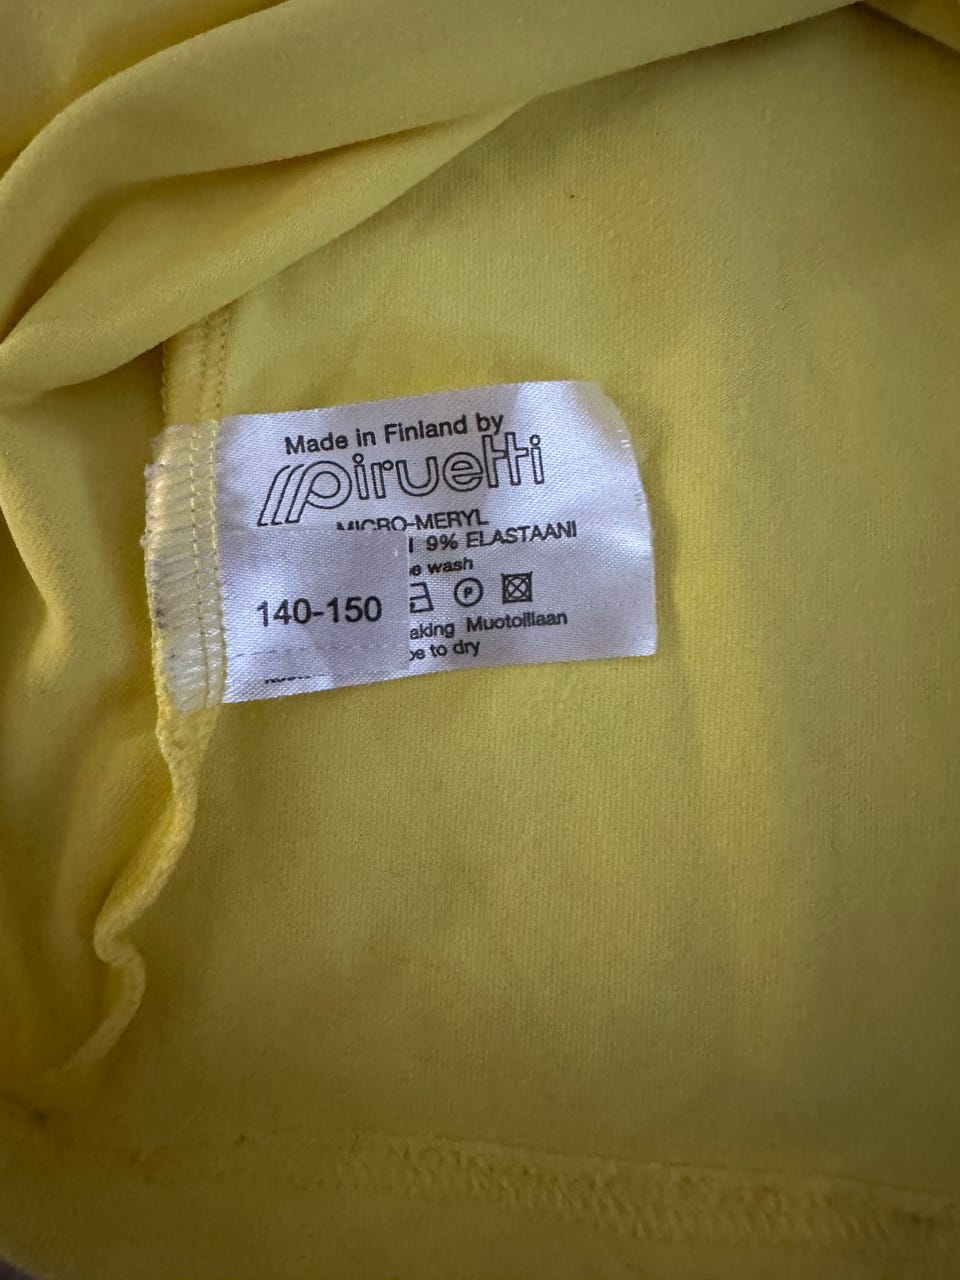 Made in Finland by
piruetti
MICRO-MERYL
9% ELASTAANI
wash
P
140-150
aking Muotoillaan
to dry